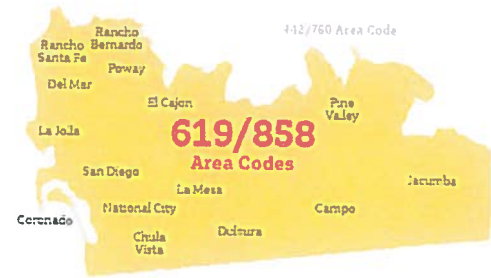 Rancho
Bernardo
Rancho
Santa Fe
Poway
Del Mar
442/760 Area Code
El Cajon
Pine
Valley
La Jolla
619/858
Area Codes
San Diego
La Mesa
Jacumba
National City
Campo
Coronado
Chula
Vista
Dulzura